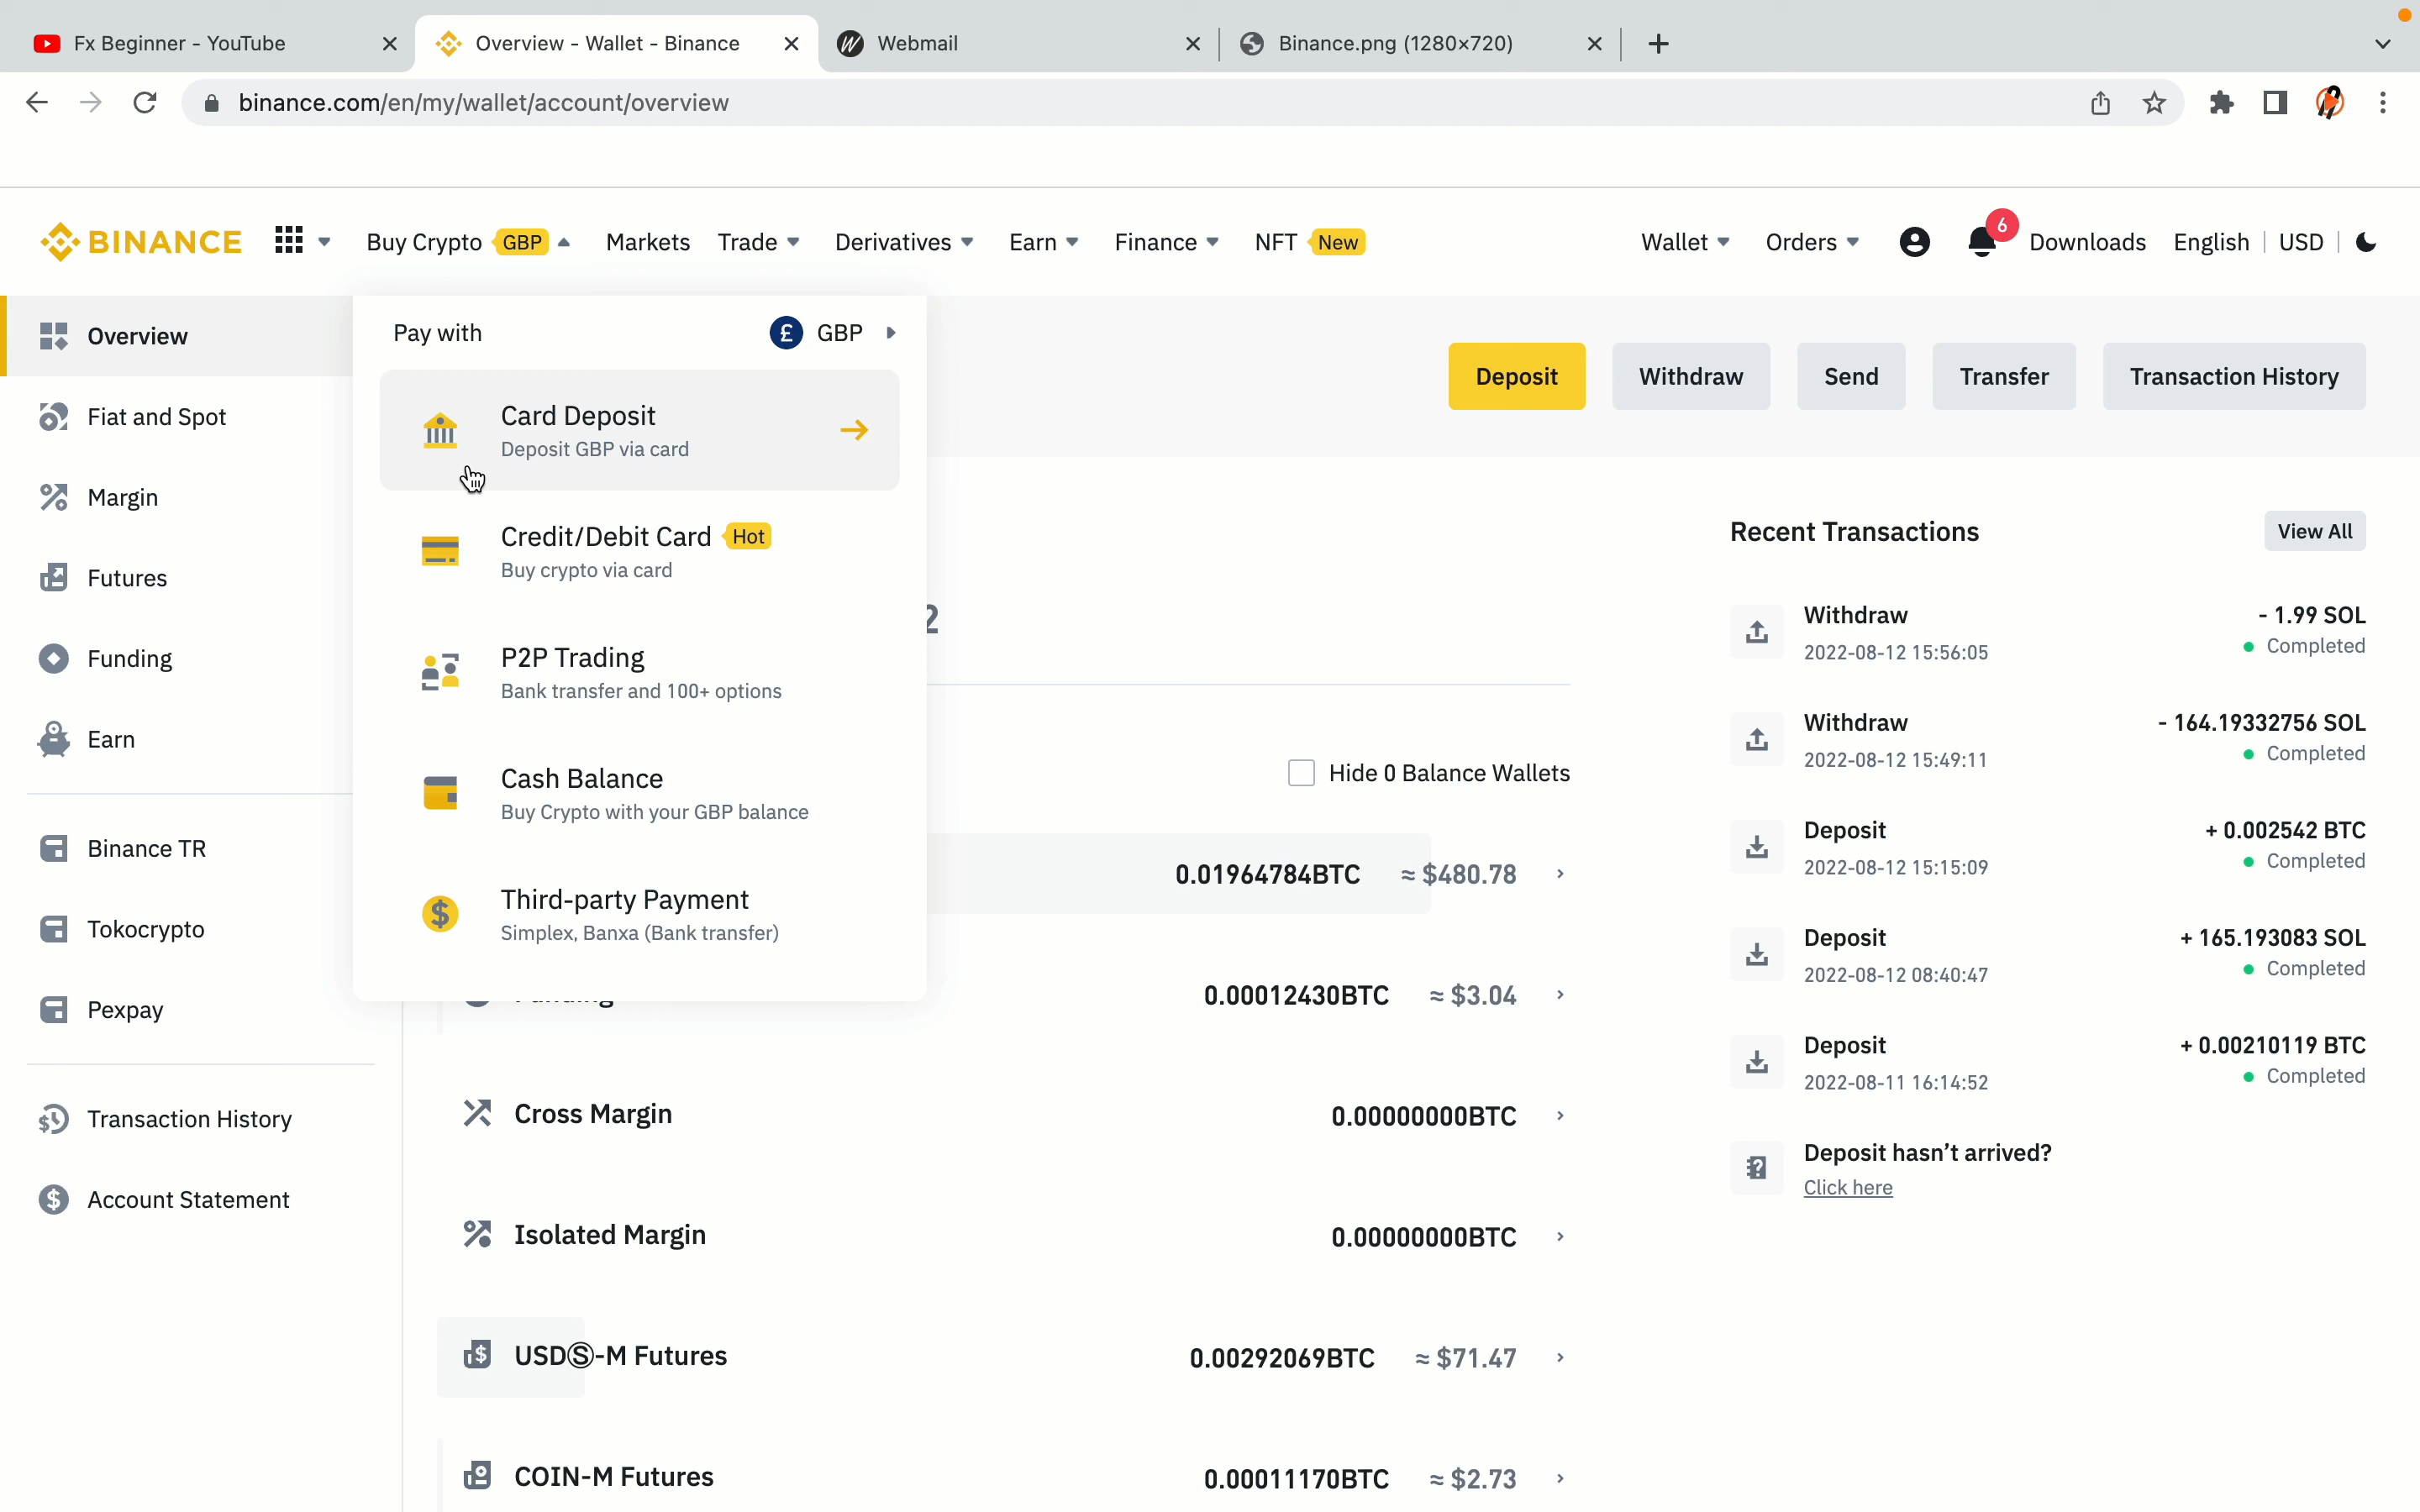 Fx Beginner - YouTube
Overview - Wallet - Binance
Webmail
Binance.png (1280×720)
binance.com/en/my/wallet/account/overview
BINANCE
Buy Crypto GBP
Markets
Trade
Derivatives
Earn
Finance
NFT New
Wallet
Orders
6
Downloads
English
USD
Overview
Fiat and Spot
Margin
Futures
Funding
Earn
Binance TR
Tokocrypto
Pexpay
Transaction History
Account Statement
Pay with
£ GBP
Card Deposit
Deposit GBP via card
Credit/Debit Card Hot
Buy crypto via card
P2P Trading
Bank transfer and 100+ options
Cash Balance
Buy Crypto with your GBP balance
Third-party Payment
Simplex, Banxa (Bank transfer)
Deposit
Withdraw
Send
Transfer
Transaction History
2
Hide 0 Balance Wallets
0.01964784BTC ≈ $480.78
0.00012430BTC ≈ $3.04
Cross Margin 0.00000000BTC
Isolated Margin 0.00000000BTC
USDⓈ-M Futures 0.00292069BTC ≈ $71.47
COIN-M Futures 0.00011170BTC ≈ $2.73
Recent Transactions
View All
Withdraw - 1.99 SOL
2022-08-12 15:56:05 Completed
Withdraw - 164.19332756 SOL
2022-08-12 15:49:11 Completed
Deposit + 0.002542 BTC
2022-08-12 15:15:09 Completed
Deposit + 165.193083 SOL
2022-08-12 08:40:47 Completed
Deposit + 0.00210119 BTC
2022-08-11 16:14:52 Completed
Deposit hasn't arrived?
Click here